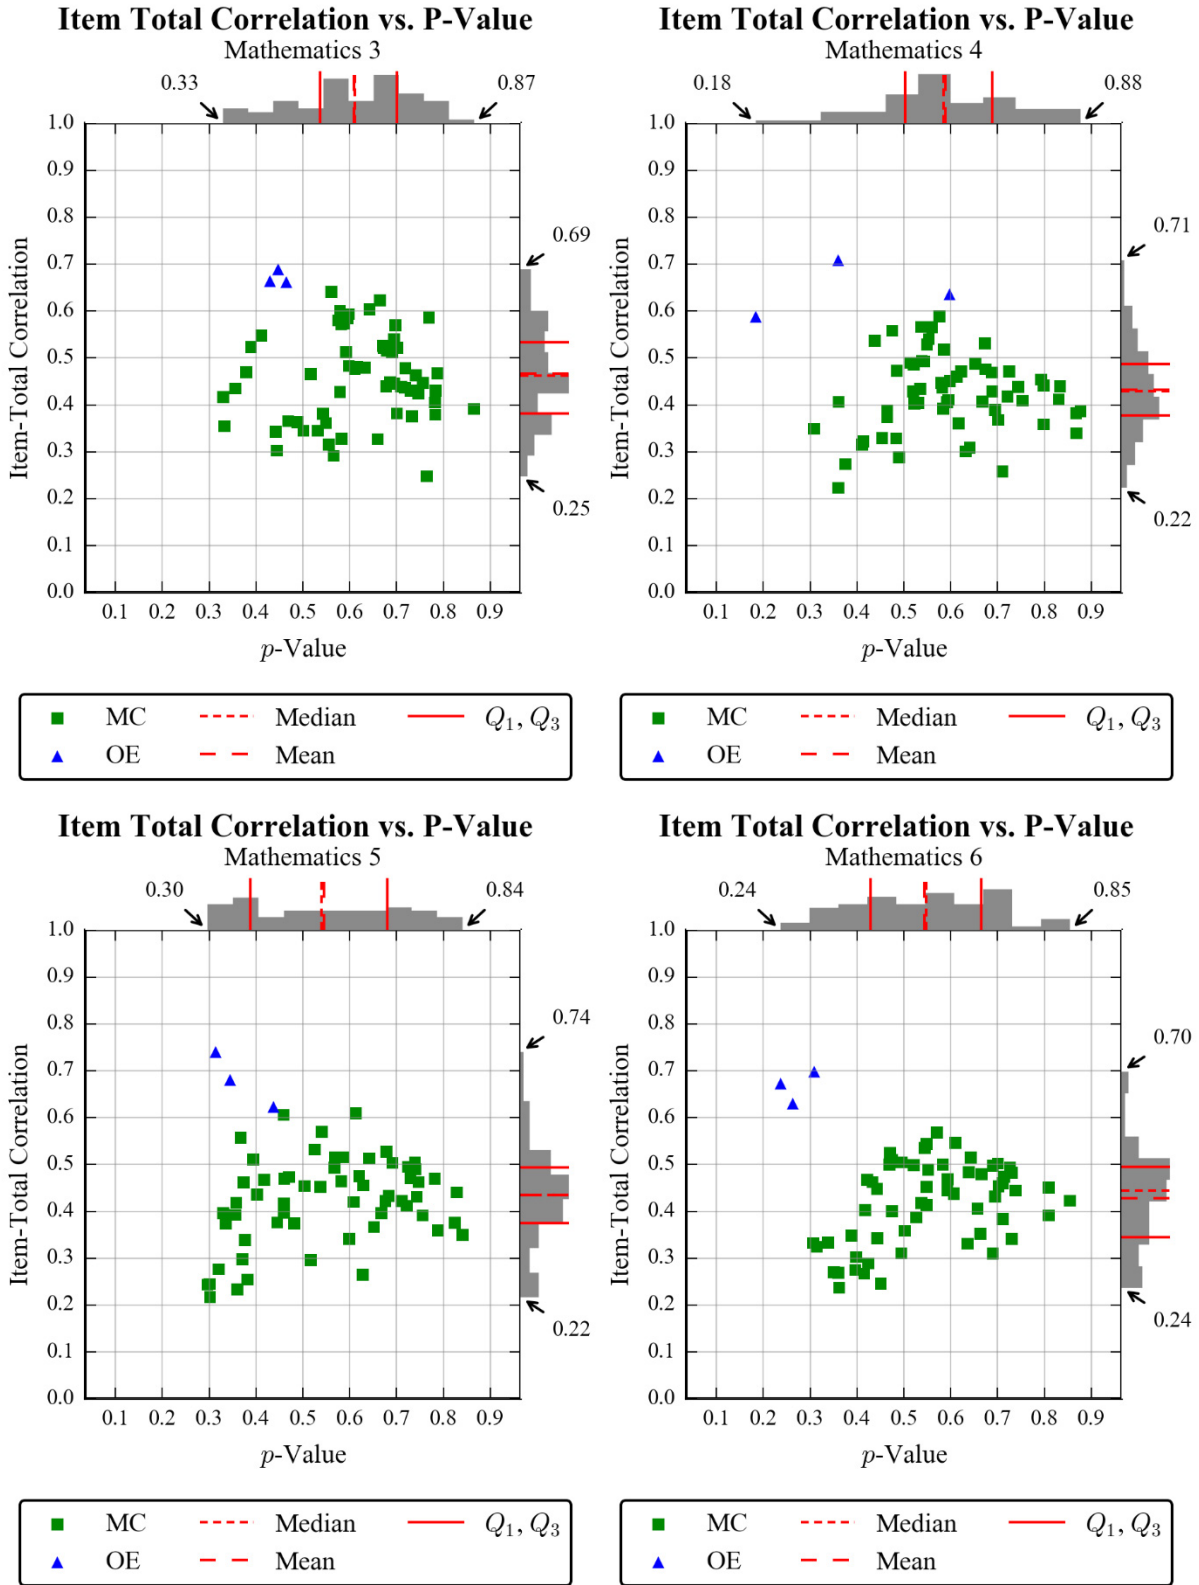 Item Total Correlation vs. P-Value
Mathematics 3
0.33
0.87
1.0
0.9
0.8
0.7
0.6
0.5
0.4
0.3
0.2
0.1
0.0
Item-Total Correlation
0.69
0.25
0.1 0.2 0.3 0.4 0.5 0.6 0.7 0.8 0.9
p-Value
MC Median Q1, Q3
OE Mean
Item Total Correlation vs. P-Value
Mathematics 4
0.18
0.88
1.0
0.9
0.8
0.7
0.6
0.5
0.4
0.3
0.2
0.1
0.0
Item-Total Correlation
0.71
0.22
0.1 0.2 0.3 0.4 0.5 0.6 0.7 0.8 0.9
p-Value
MC Median Q1, Q3
OE Mean
Item Total Correlation vs. P-Value
Mathematics 5
0.30
0.84
1.0
0.9
0.8
0.7
0.6
0.5
0.4
0.3
0.2
0.1
0.0
Item-Total Correlation
0.74
0.22
0.1 0.2 0.3 0.4 0.5 0.6 0.7 0.8 0.9
p-Value
MC Median Q1, Q3
OE Mean
Item Total Correlation vs. P-Value
Mathematics 6
0.24
0.85
1.0
0.9
0.8
0.7
0.6
0.5
0.4
0.3
0.2
0.1
0.0
Item-Total Correlation
0.70
0.24
0.1 0.2 0.3 0.4 0.5 0.6 0.7 0.8 0.9
p-Value
MC Median Q1, Q3
OE Mean